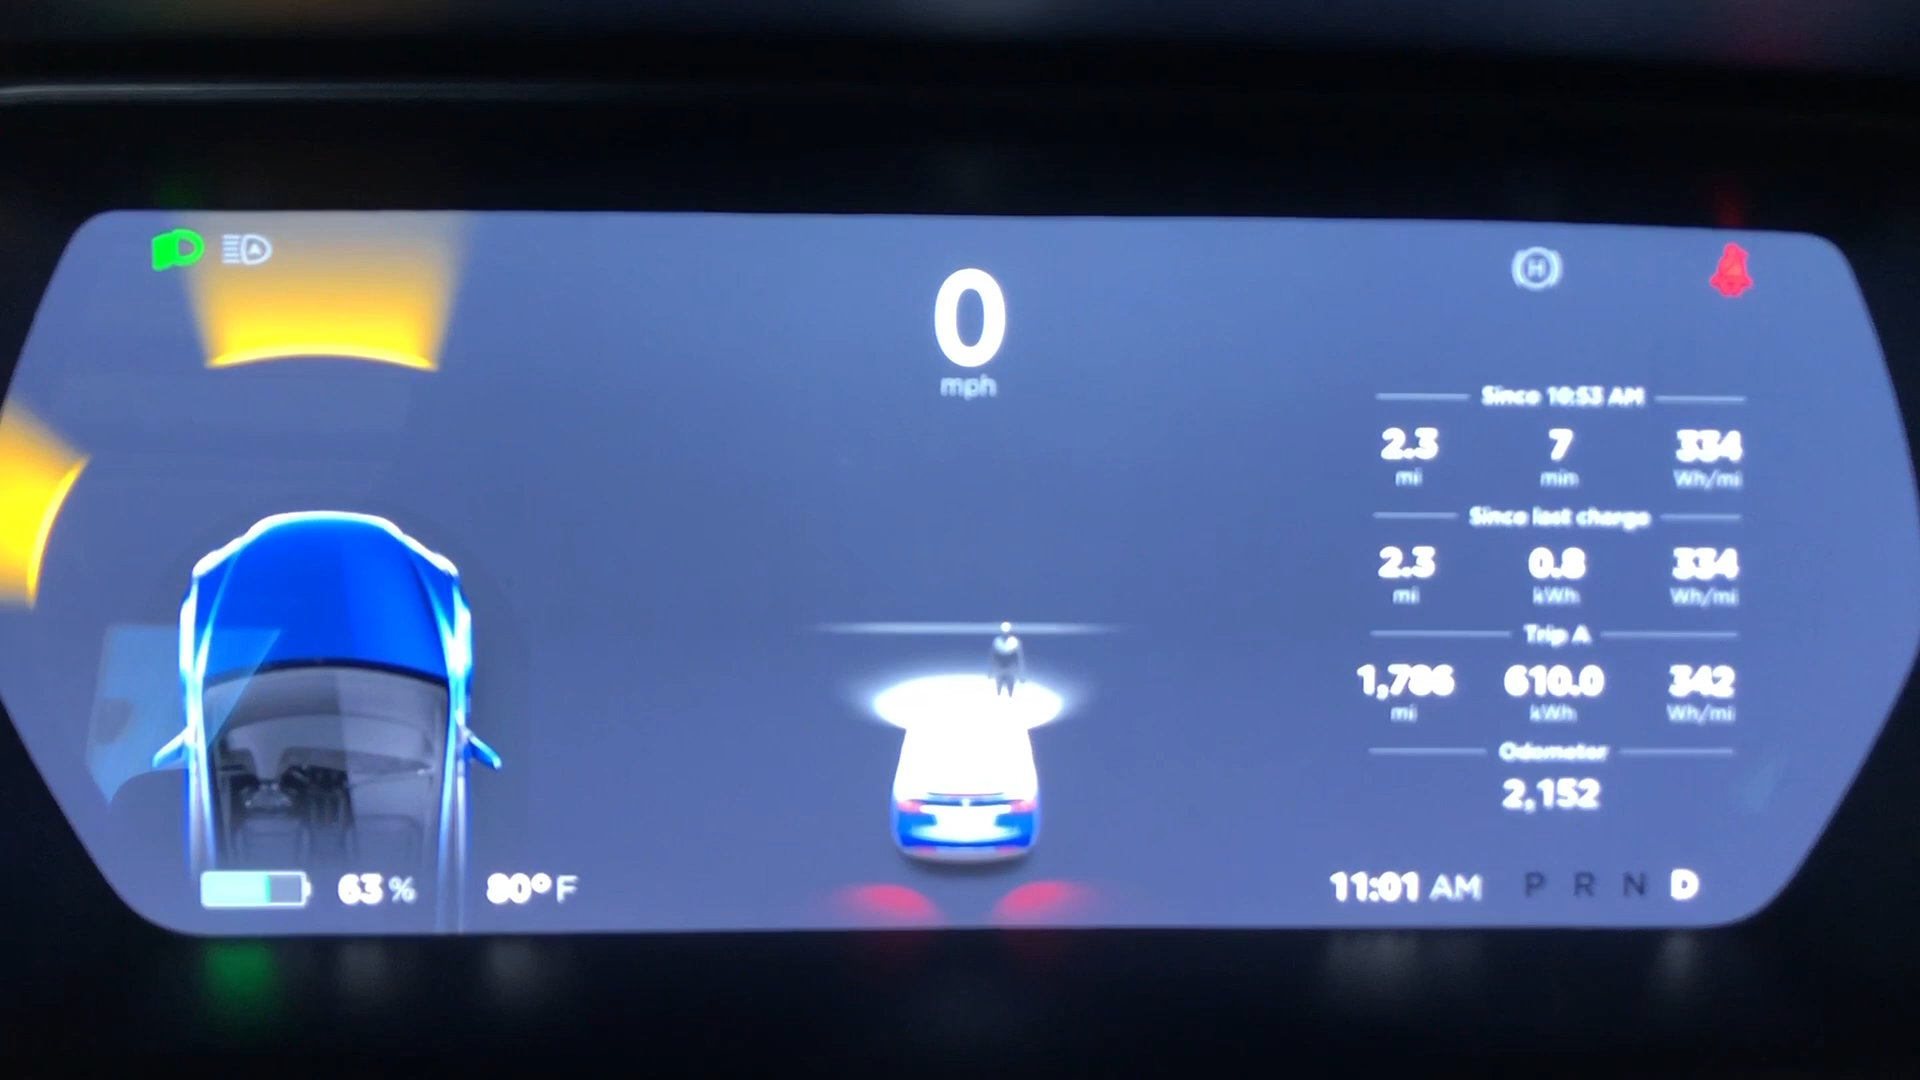 0
mph
H
A
Since 10:53 AM
2.3 7 334
mi min Wh/mi
Since last charge
2.3 0.8 334
mi kWh Wh/mi
Trip A
1,786 610.0 342
mi kWh Wh/mi
Odometer
2,152
63 % 80° F 11:01 AM P R N D